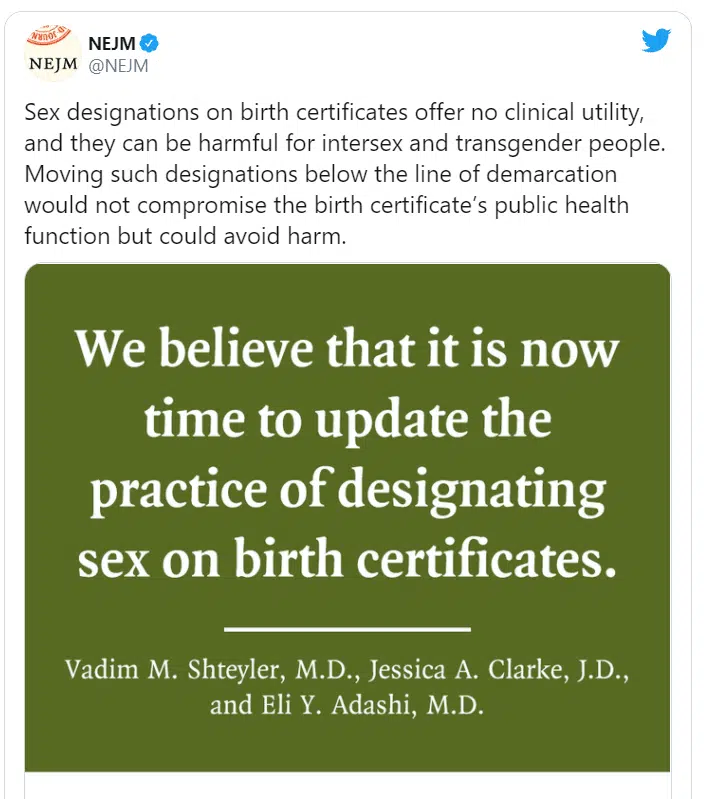 NEJM
@NEJM
NEJM
Sex designations on birth certificates offer no clinical utility,
and they can be harmful for intersex and transgender people.
Moving such designations below the line of demarcation
would not compromise the birth certificate's public health
function but could avoid harm.
We believe that it is now
time to update the
practice of designating
sex on birth certificates.
Vadim M. Shteyler, M.D., Jessica A. Clarke, J.D.,
and Eli Y. Adashi, M.D.